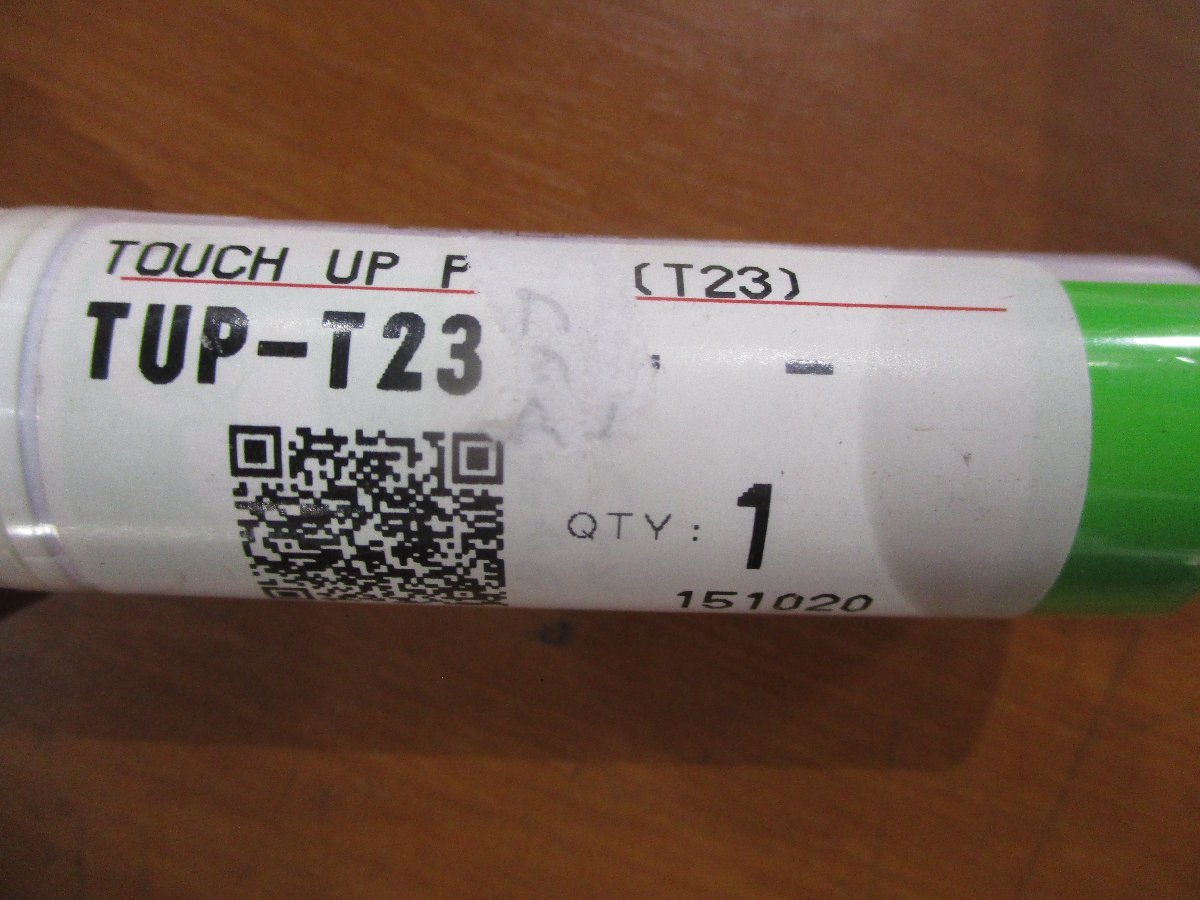 TOUCH UP P (T23)
TUP-T23 - -
QTY: 1
151020